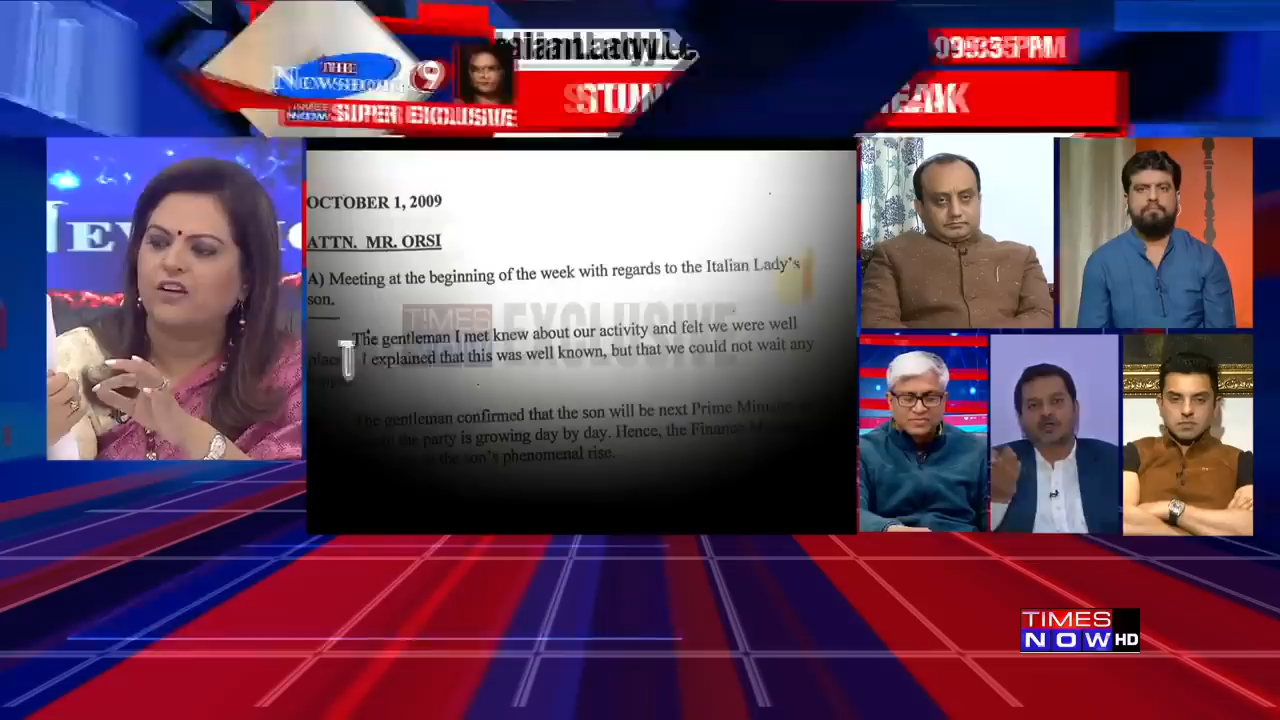 THE
NEWSHOUR 9
TIMES NOW SUPER EXCLUSIVE
OCTOBER 1, 2009
ATTN. MR. ORSI
A) Meeting at the beginning of the week with regards to the Italian Lady's
son.
TIMES EXCLUSIVE
The gentleman I met knew about our activity and felt we were well
I explained that this was well known, but that we could not wait any
The gentleman confirmed that the son will be next Prime
the party is growing day by day. Hence, the Finance
the son's phenomenal rise.
TIMES
NOW HD